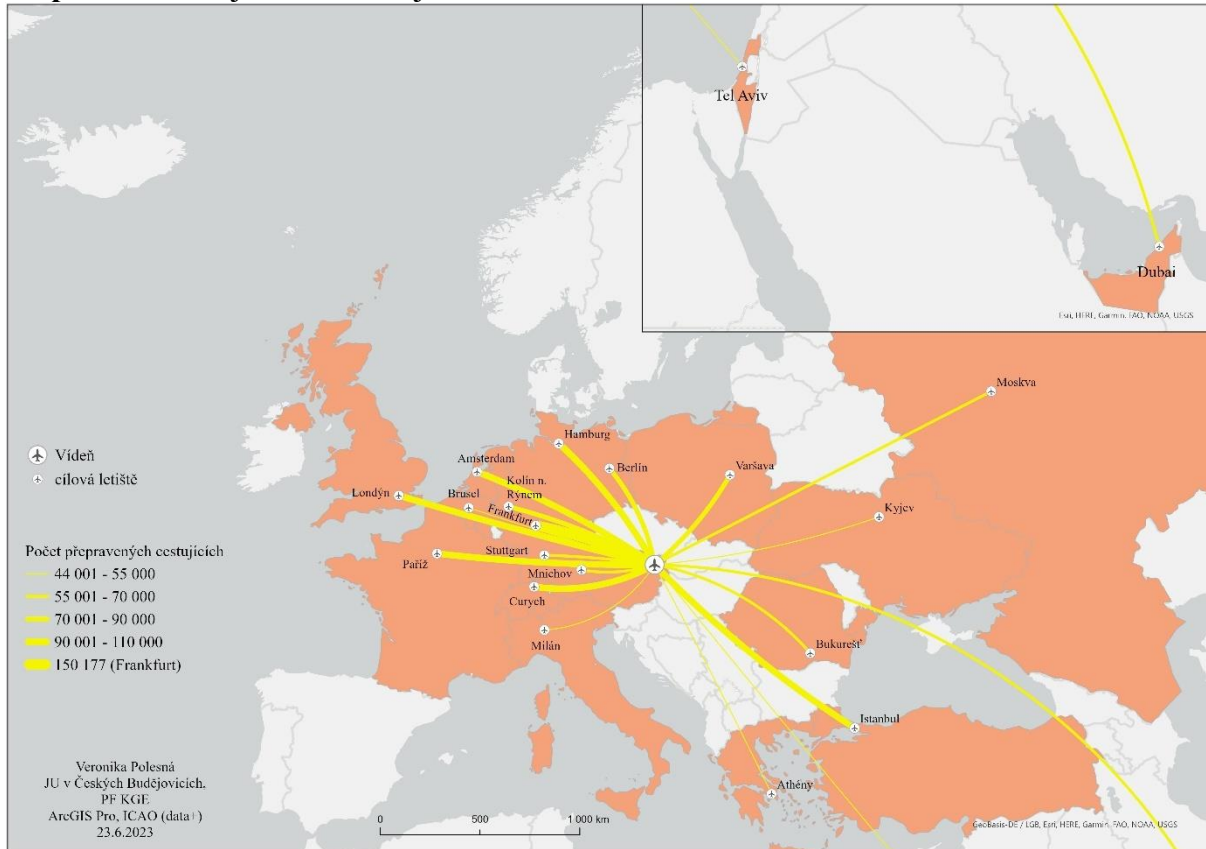 Tel Aviv
Dubai
Esri, HERE, Garmin, FAO, NOAA, USGS
Moskva
Hamburg
Amsterdam
Berlín
Varšava
Kolín n.
Rýnem
Londýn
Brusel
Frankfurt
Kyjev
Paříž
Stuttgart
Mnichov
Curych
Milán
Bukurešť
Istanbul
Athény
Vídeň
cílová letiště
Počet přepravených cestujících
44 001 - 55 000
55 001 - 70 000
70 001 - 90 000
90 001 - 110 000
150 177 (Frankfurt)
Veronika Polesná
JU v Českých Budějovicích,
PF KGE
ArcGIS Pro, ICAO (data+)
23.6.2023
0 500 1 000 km
GeoBasis-DE / LGB, Esri, HERE, Garmin, FAO, NOAA, USGS